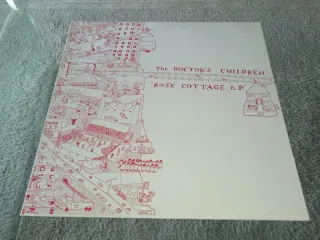 The DOCTOR'S CHILDREN
ROSE COTTAGE E.P.